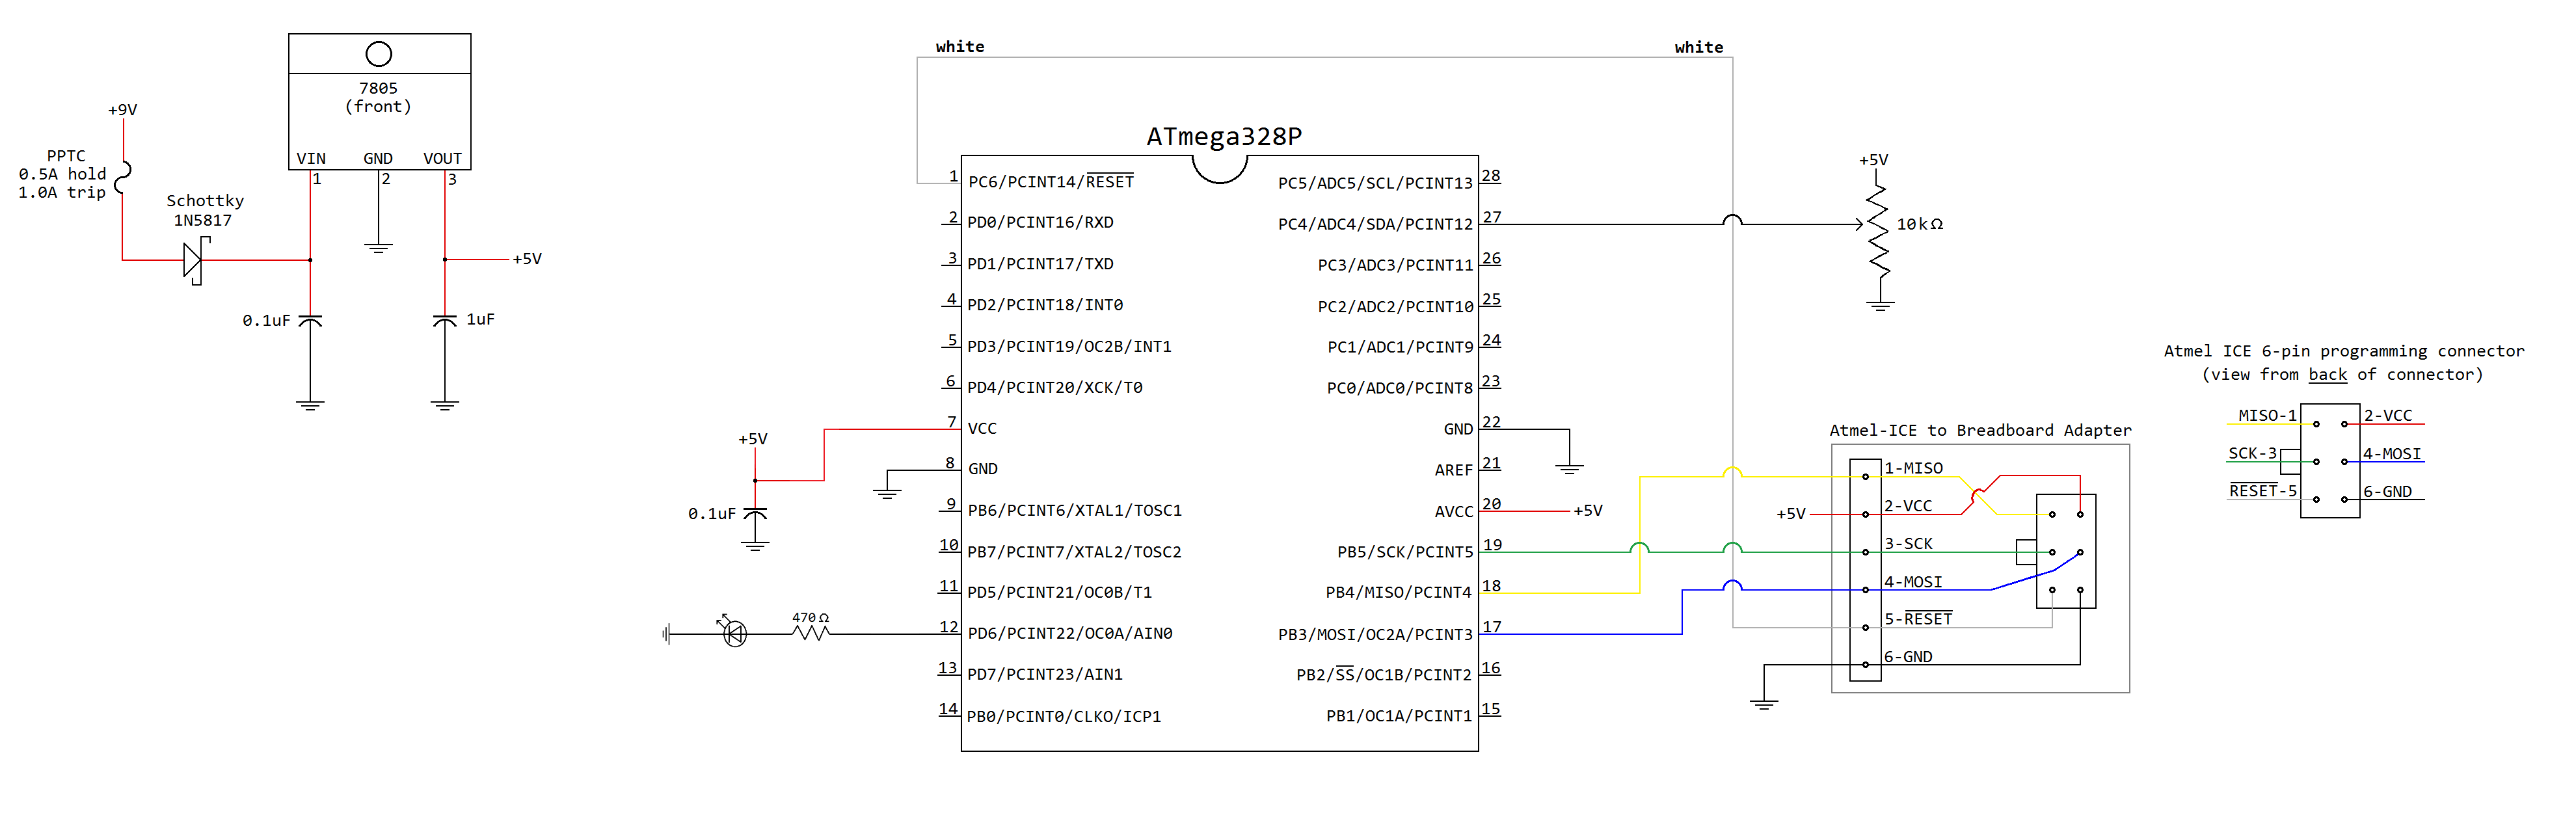 +9V
PPTC
0.5A hold
1.0A trip
Schottky
1N5817
7805
(front)
VIN GND VOUT
1 2 3
+5V
0.1uF
1uF
white
white
ATmega328P
1 PC6/PCINT14/RESET
2 PD0/PCINT16/RXD
3 PD1/PCINT17/TXD
4 PD2/PCINT18/INT0
5 PD3/PCINT19/OC2B/INT1
6 PD4/PCINT20/XCK/T0
7 VCC
8 GND
9 PB6/PCINT6/XTAL1/TOSC1
10 PB7/PCINT7/XTAL2/TOSC2
11 PD5/PCINT21/OC0B/T1
12 PD6/PCINT22/OC0A/AIN0
13 PD7/PCINT23/AIN1
14 PB0/PCINT0/CLKO/ICP1
PC5/ADC5/SCL/PCINT13 28
PC4/ADC4/SDA/PCINT12 27
PC3/ADC3/PCINT11 26
PC2/ADC2/PCINT10 25
PC1/ADC1/PCINT9 24
PC0/ADC0/PCINT8 23
GND 22
AREF 21
AVCC 20
PB5/SCK/PCINT5 19
PB4/MISO/PCINT4 18
PB3/MOSI/OC2A/PCINT3 17
PB2/SS/OC1B/PCINT2 16
PB1/OC1A/PCINT1 15
+5V
0.1uF
470Ω
+5V
+5V
10kΩ
Atmel-ICE to Breadboard Adapter
1-MISO
+5V
2-VCC
3-SCK
4-MOSI
5-RESET
6-GND
Atmel ICE 6-pin programming connector
(view from back of connector)
MISO-1 2-VCC
SCK-3 4-MOSI
RESET-5 6-GND